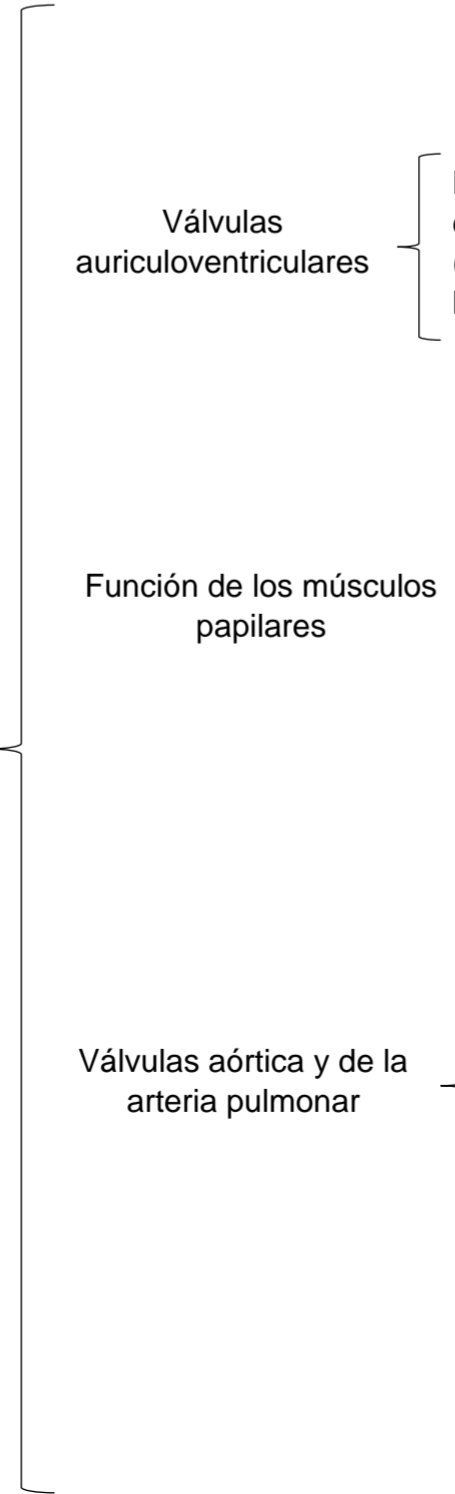 Válvulas
auriculoventriculares
Función de los músculos
papilares
Válvulas aórtica y de la
arteria pulmonar